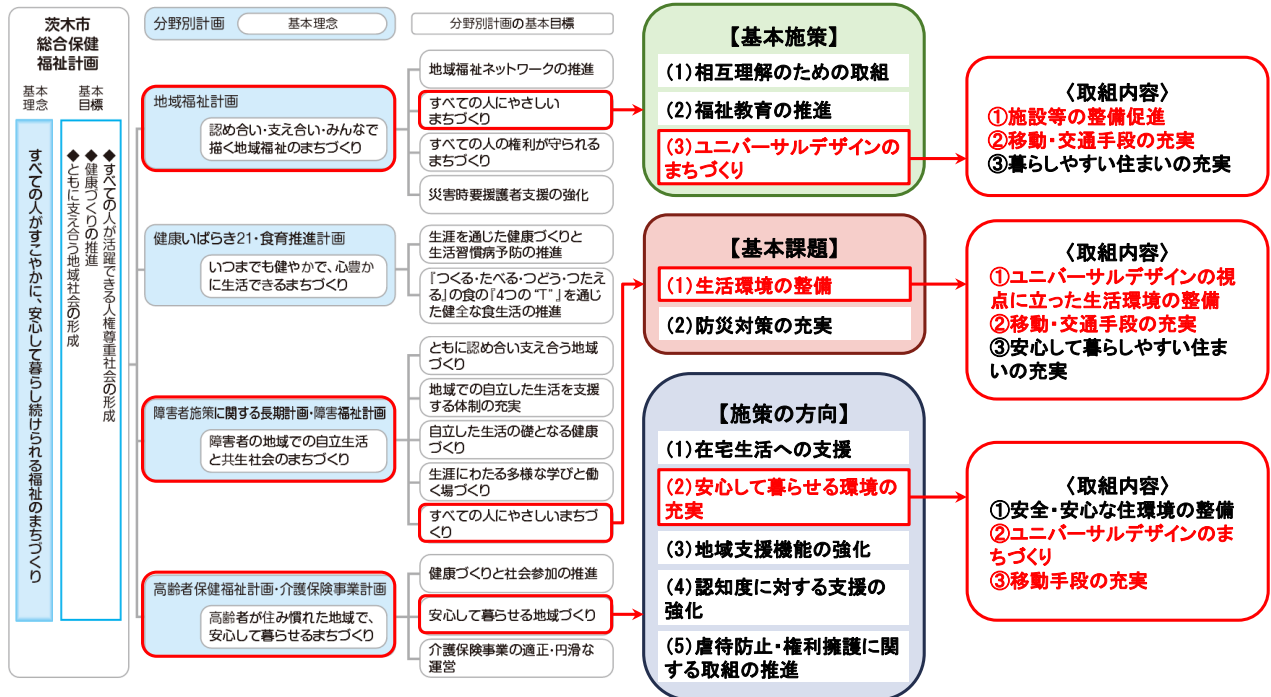 茨木市
総合保健
福祉計画
基本
理念
基本
目標
すべての人がすこやかに、安心して暮らし続けられる福祉のまちづくり
◆すべての人が活躍できる人権尊重社会の形成
◆健康づくりの推進
◆ともに支え合う地域社会の形成
分野別計画
基本理念
分野別計画の基本目標
地域福祉計画
認め合い・支え合い・みんなで
描く地域福祉のまちづくり
地域福祉ネットワークの推進
すべての人にやさしい
まちづくり
すべての人の権利が守られる
まちづくり
災害時要援護者支援の強化
健康いばらき21・食育推進計画
いつまでも健やかで、心豊か
に生活できるまちづくり
生涯を通じた健康づくりと
生活習慣病予防の推進
『つくる・たべる・つどう・つたえ
る』の食の『4つの“T”』を通じ
た健全な食生活の推進
障害者施策に関する長期計画・障害福祉計画
障害者の地域での自立生活
と共生社会のまちづくり
ともに認め合い支え合う地域
づくり
地域での自立した生活を支援
する体制の充実
自立した生活の礎となる健康
づくり
生涯にわたる多様な学びと働
く場づくり
すべての人にやさしいまちづ
くり
高齢者保健福祉計画・介護保険事業計画
高齢者が住み慣れた地域で、
安心して暮らせるまちづくり
健康づくりと社会参加の推進
安心して暮らせる地域づくり
介護保険事業の適正・円滑な
運営
【基本施策】
(1)相互理解のための取組
(2)福祉教育の推進
(3)ユニバーサルデザインの
まちづくり
〈取組内容〉
①施設等の整備促進
②移動・交通手段の充実
③暮らしやすい住まいの充実
【基本課題】
(1)生活環境の整備
(2)防災対策の充実
〈取組内容〉
①ユニバーサルデザインの視
点に立った生活環境の整備
②移動・交通手段の充実
③安心して暮らしやすい住ま
いの充実
【施策の方向】
(1)在宅生活への支援
(2)安心して暮らせる環境の
充実
(3)地域支援機能の強化
(4)認知度に対する支援の
強化
(5)虐待防止・権利擁護に関
する取組の推進
〈取組内容〉
①安全・安心な住環境の整備
②ユニバーサルデザインのま
ちづくり
③移動手段の充実